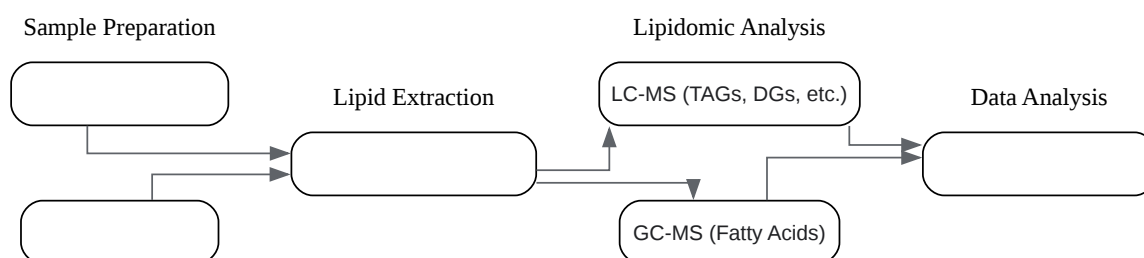 Sample Preparation
Lipidomic Analysis
LC-MS (TAGs, DGs, etc.)
Lipid Extraction
Data Analysis
GC-MS (Fatty Acids)